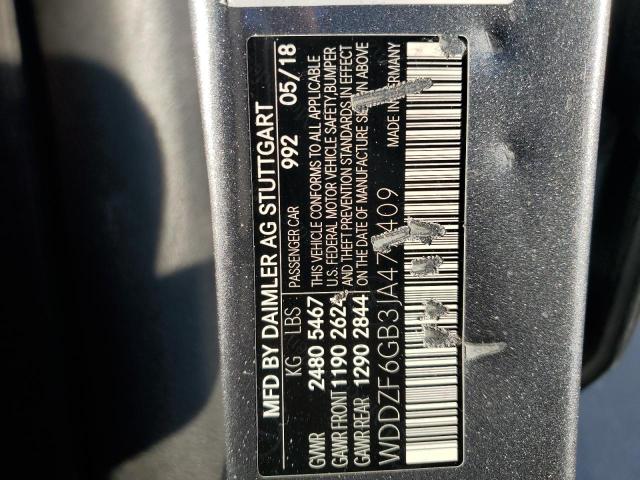 MFD BY DAIMLER AG STUTTGART
992 05/18
PASSENGER CAR
KG LBS
THIS VEHICLE CONFORMS TO ALL APPLICABLE
U.S. FEDERAL MOTOR VEHICLE SAFETY,BUMPER
AND THEFT PREVENTION STANDARDS IN EFFECT
ON THE DATE OF MANUFACTURE SHOWN ABOVE
GVWR 2480 5467
GAWR FRONT 1190 2624
GAWR REAR 1290 2844
MADE IN GERMANY